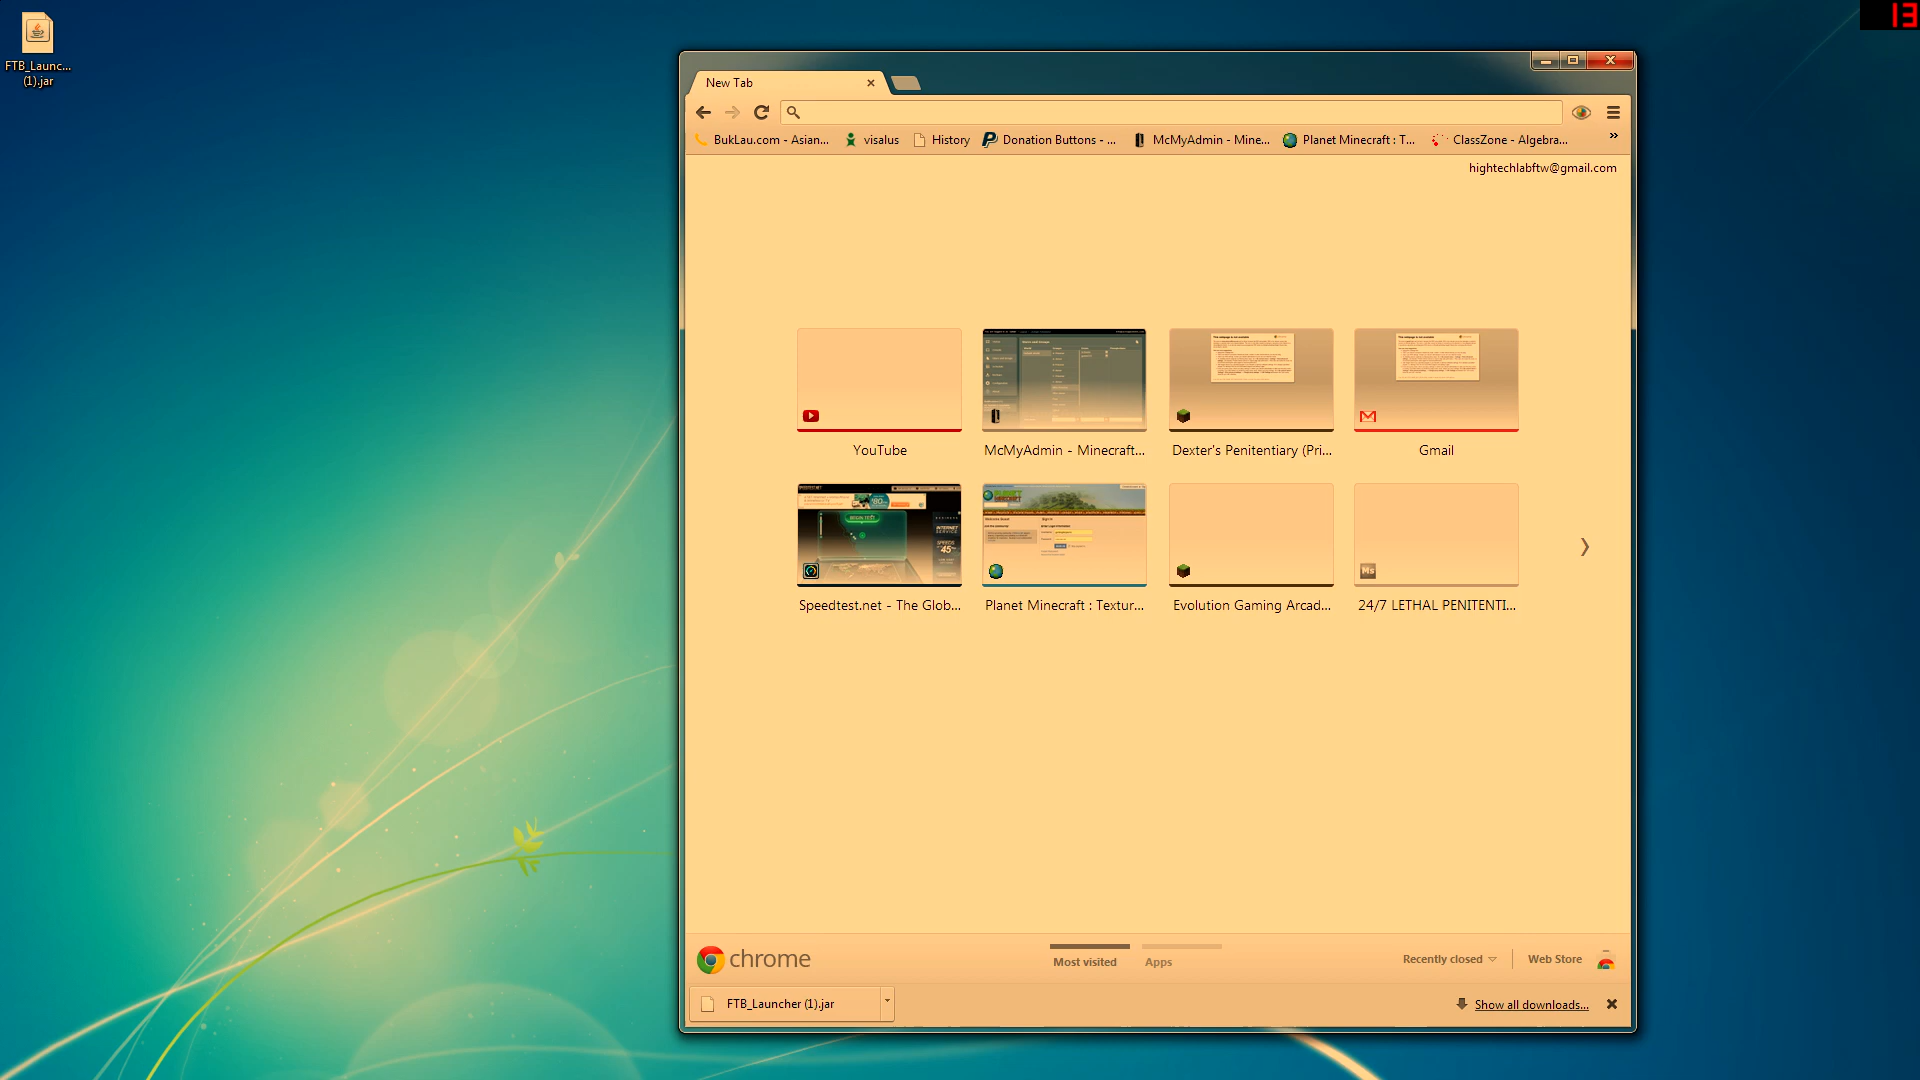 13
FTB_Launc...
(1).jar
New Tab
BukLau.com - Asian...
visalus
History
Donation Buttons - ...
McMyAdmin - Mine...
Planet Minecraft : T...
ClassZone - Algebra...
»
hightechlabftw@gmail.com
YouTube
McMyAdmin - Minecraft...
Dexter's Penitentiary (Pri...
Gmail
Speedtest.net - The Glob...
Planet Minecraft : Textur...
Evolution Gaming Arcad...
Ms
24/7 LETHAL PENITENTI...
chrome
Most visited
Apps
Recently closed
Web Store
FTB_Launcher (1).jar
Show all downloads...